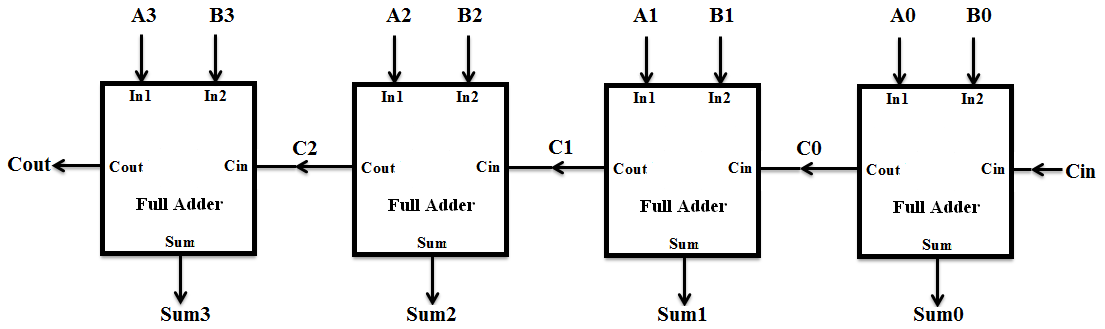 A3 B3 A2 B2 A1 B1 A0 B0
In1 In2 In1 In2 In1 In2 In1 In2
C2 C1 C0
Cout Cout Cin Cout Cin Cout Cin Cout Cin Cin
Full Adder Full Adder Full Adder Full Adder
Sum Sum Sum Sum
Sum3 Sum2 Sum1 Sum0